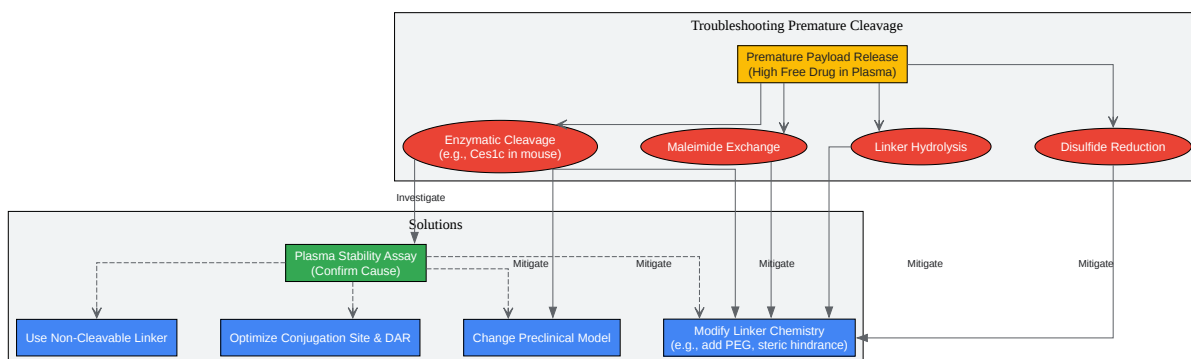 Troubleshooting Premature Cleavage
Premature Payload Release
(High Free Drug in Plasma)
Enzymatic Cleavage
(e.g., Ces1c in mouse)
Maleimide Exchange
Linker Hydrolysis
Disulfide Reduction
Investigate
Solutions
Plasma Stability Assay
(Confirm Cause)
Mitigate
Mitigate
Mitigate
Mitigate
Mitigate
Use Non-Cleavable Linker
Optimize Conjugation Site & DAR
Change Preclinical Model
Modify Linker Chemistry
(e.g., add PEG, steric hindrance)